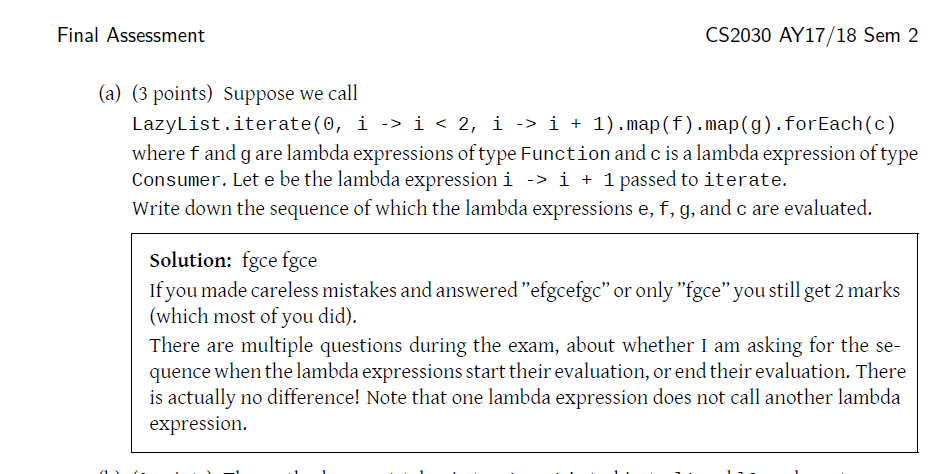 Final Assessment
CS2030 AY17/18 Sem 2
(a) (3 points) Suppose we call
LazyList.iterate(0, i -> i < 2, i -> i + 1).map(f).map(g).forEach(c)
where f and g are lambda expressions of type Function and c is a lambda expression of type
Consumer. Let e be the lambda expression i -> i + 1 passed to iterate.
Write down the sequence of which the lambda expressions e, f, g, and c are evaluated.
Solution: fgce fgce
If you made careless mistakes and answered ”efgcefgc” or only ”fgce” you still get 2 marks
(which most of you did).
There are multiple questions during the exam, about whether I am asking for the se-
quence when the lambda expressions start their evaluation, or end their evaluation. There
is actually no difference! Note that one lambda expression does not call another lambda
expression.